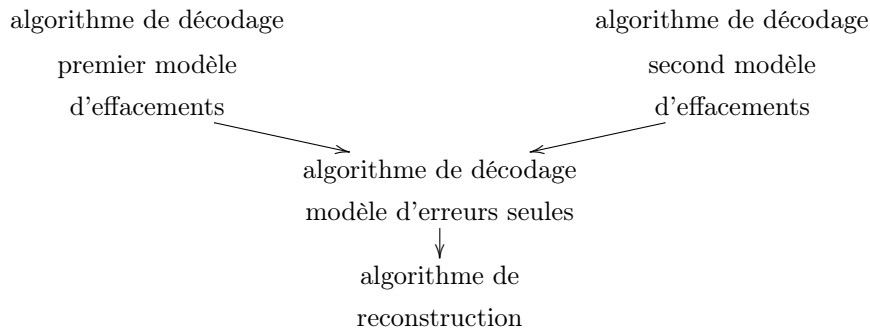 algorithme de décodage
premier modèle
d'effacements
algorithme de décodage
second modèle
d'effacements
algorithme de décodage
modèle d'erreurs seules
algorithme de
reconstruction